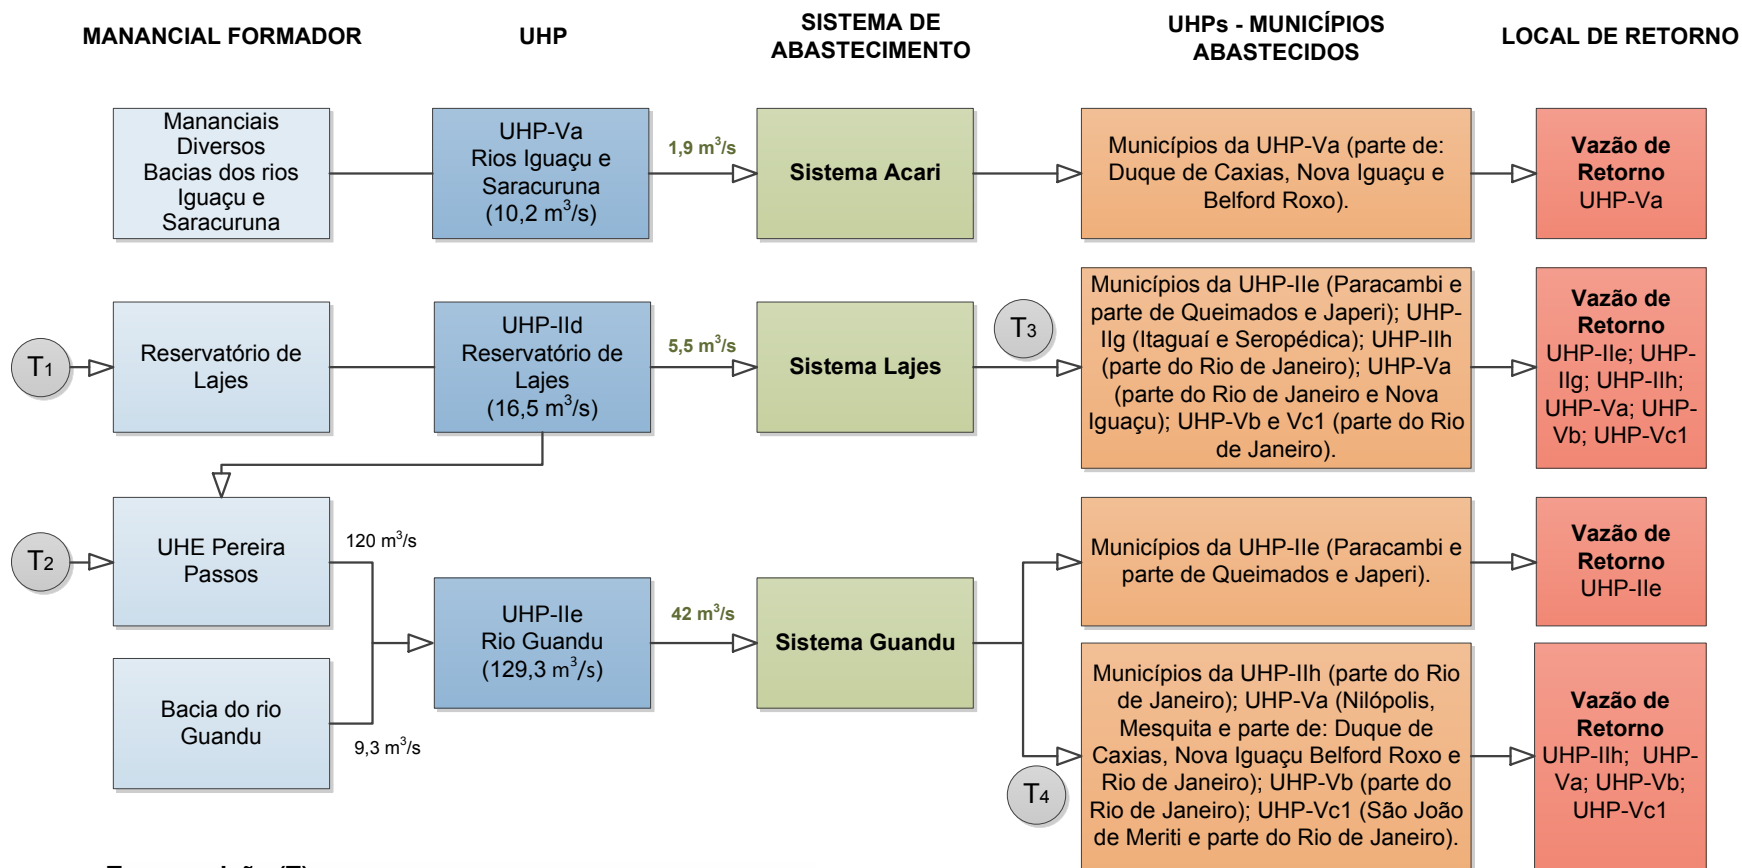 MANANCIAL FORMADOR
UHP
SISTEMA DE
ABASTECIMENTO
UHPs - MUNICÍPIOS
ABASTECIDOS
LOCAL DE RETORNO
Mananciais
Diversos
Bacias dos rios
Iguaçu e
Saracuruna
UHP-Va
Rios Iguaçu e
Saracuruna
(10,2 m³/s)
1,9 m³/s
Sistema Acari
Municípios da UHP-Va (parte de:
Duque de Caxias, Nova Iguaçu e
Belford Roxo).
Vazão de
Retorno
UHP-Va
T1
Reservatório de
Lajes
UHP-IId
Reservatório de
Lajes
(16,5 m³/s)
5,5 m³/s
Sistema Lajes
T3
Municípios da UHP-IIe (Paracambi e
parte de Queimados e Japeri); UHP-
IIg (Itaguaí e Seropédica); UHP-IIh
(parte do Rio de Janeiro); UHP-Va
(parte do Rio de Janeiro e Nova
Iguaçu); UHP-Vb e Vc1 (parte do Rio
de Janeiro).
Vazão de
Retorno
UHP-IIe; UHP-
IIg; UHP-IIh;
UHP-Va; UHP-
Vb; UHP-Vc1
T2
UHE Pereira
Passos
120 m³/s
Bacia do rio
Guandu
9,3 m³/s
UHP-IIe
Rio Guandu
(129,3 m³/s)
42 m³/s
Sistema Guandu
Municípios da UHP-IIe (Paracambi e
parte de Queimados e Japeri).
Vazão de
Retorno
UHP-IIe
T4
Municípios da UHP-IIh (parte do Rio
de Janeiro); UHP-Va (Nilópolis,
Mesquita e parte de: Duque de
Caxias, Nova Iguaçu Belford Roxo e
Rio de Janeiro); UHP-Vb (parte do
Rio de Janeiro); UHP-Vc1 (São João
de Meriti e parte do Rio de Janeiro).
Vazão de
Retorno
UHP-IIh; UHP-
Va; UHP-Vb;
UHP-Vc1